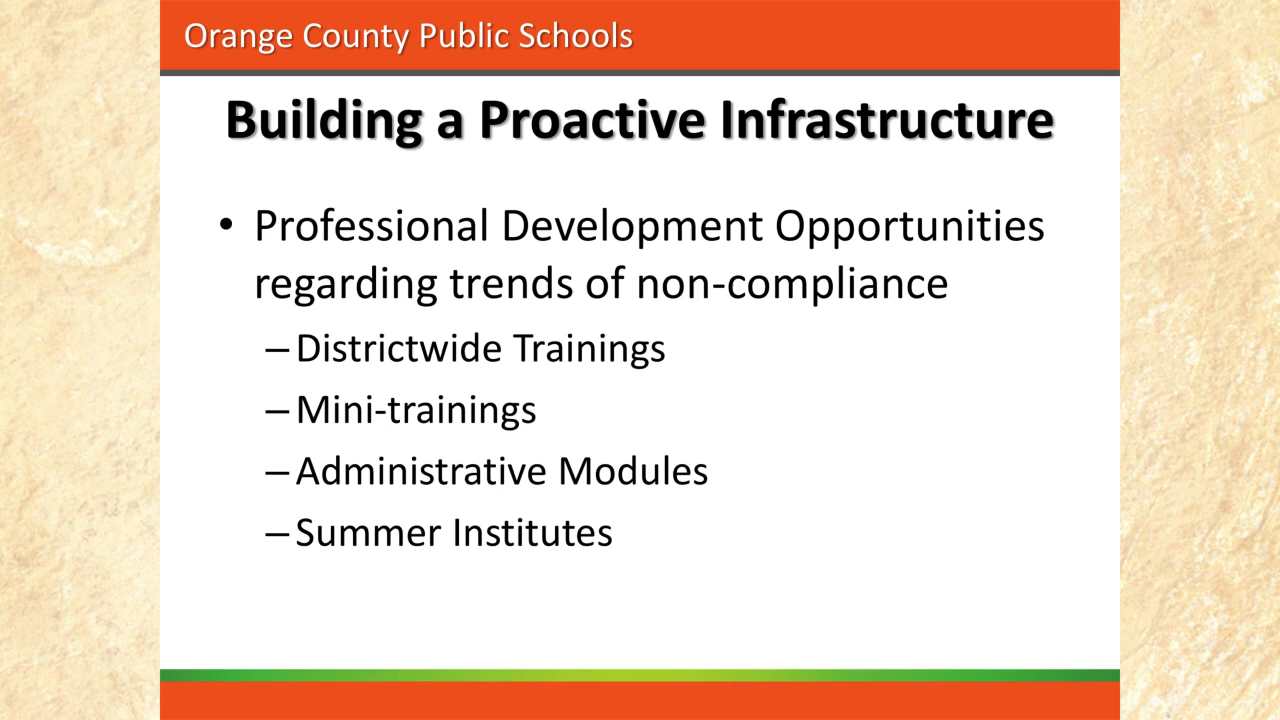 Orange County Public Schools
Building a Proactive Infrastructure
• Professional Development Opportunities
regarding trends of non-compliance
– Districtwide Trainings
– Mini-trainings
– Administrative Modules
– Summer Institutes